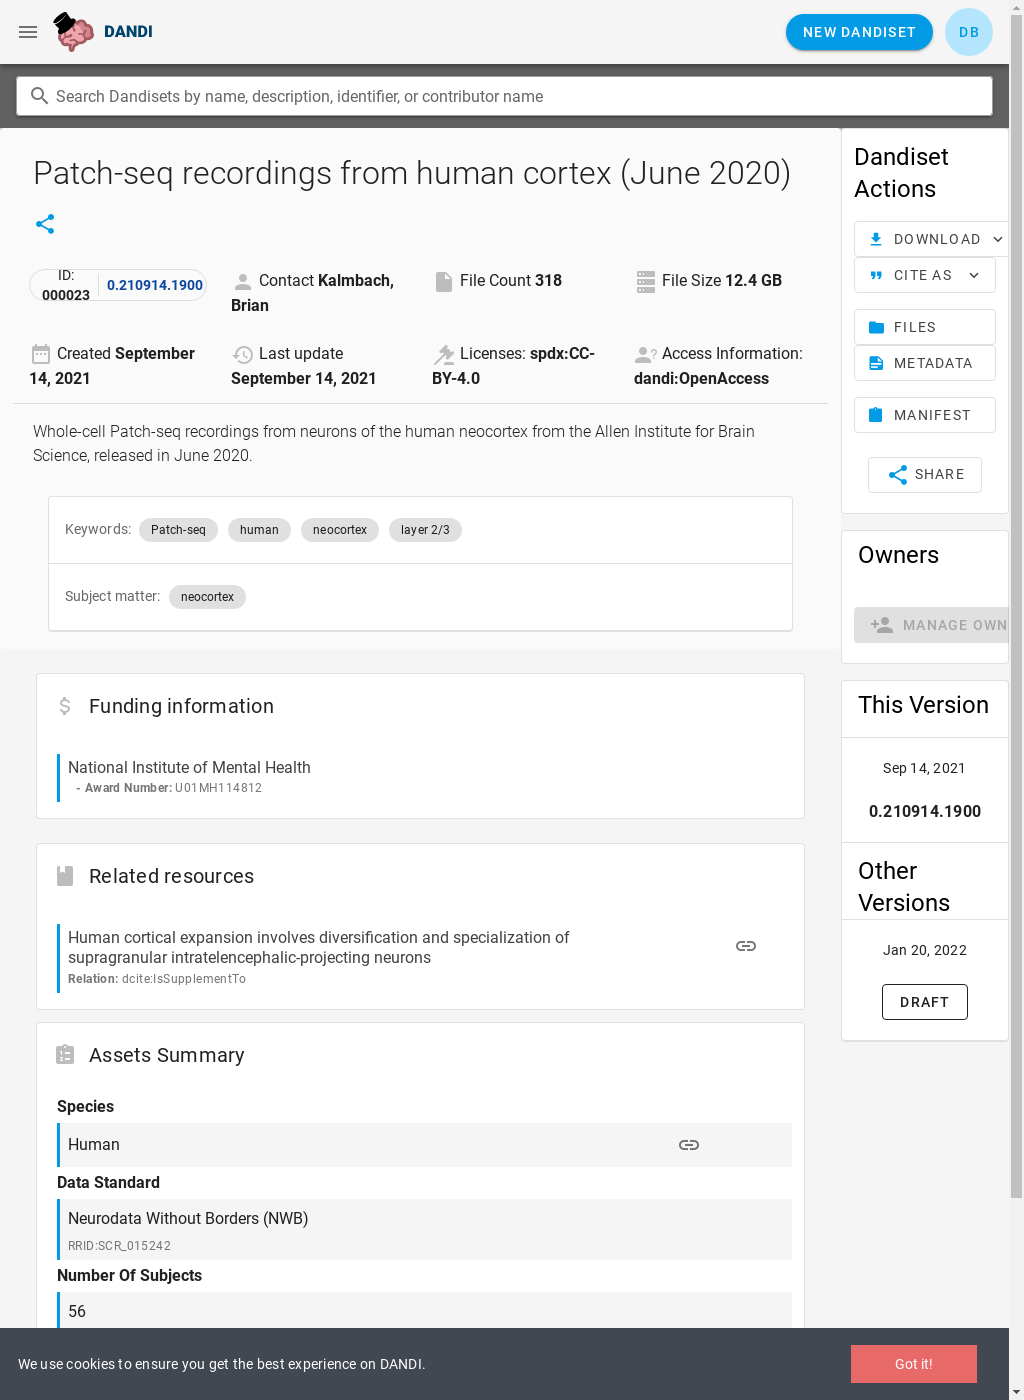 DANDI
NEW DANDISET
DB
Search Dandisets by name, description, identifier, or contributor name
Patch-seq recordings from human cortex (June 2020)
ID:
000023
0.210914.1900
Contact Kalmbach,
Brian
File Count 318
File Size 12.4 GB
Created September
14, 2021
Last update
September 14, 2021
Licenses: spdx:CC-
BY-4.0
Access Information:
dandi:OpenAccess
Whole-cell Patch-seq recordings from neurons of the human neocortex from the Allen Institute for Brain
Science, released in June 2020.
Keywords: Patch-seq human neocortex layer 2/3
Subject matter: neocortex
Funding information
National Institute of Mental Health
- Award Number: U01MH114812
Related resources
Human cortical expansion involves diversification and specialization of
supragranular intratelencephalic-projecting neurons
Relation: dcite:IsSupplementTo
Assets Summary
Species
Human
Data Standard
Neurodata Without Borders (NWB)
RRID:SCR_015242
Number Of Subjects
56
Dandiset
Actions
DOWNLOAD
CITE AS
FILES
METADATA
MANIFEST
SHARE
Owners
MANAGE OWN
This Version
Sep 14, 2021
0.210914.1900
Other
Versions
Jan 20, 2022
DRAFT
We use cookies to ensure you get the best experience on DANDI.
Got it!